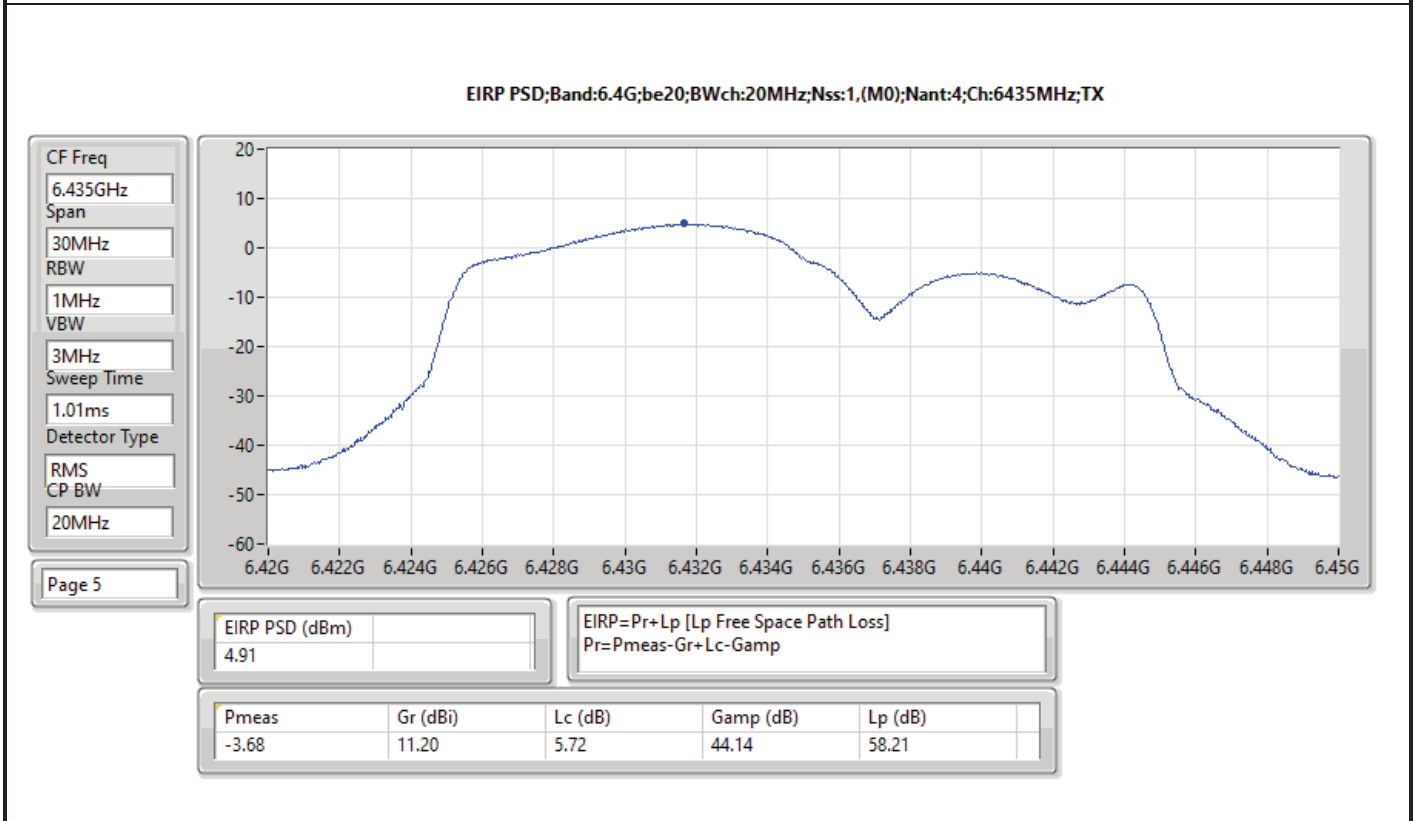 EIRP PSD;Band:6.4G;be20;BWch:20MHz;Nss:1,(M0);Nant:4;Ch:6435MHz;TX
CF Freq
6.435GHz
Span
30MHz
RBW
1MHz
VBW
3MHz
Sweep Time
1.01ms
Detector Type
RMS
CP BW
20MHz
Page 5
20
10
0
-10
-20
-30
-40
-50
-60
6.42G 6.422G 6.424G 6.426G 6.428G 6.43G 6.432G 6.434G 6.436G 6.438G 6.44G 6.442G 6.444G 6.446G 6.448G 6.45G
EIRP PSD (dBm)
4.91
EIRP=Pr+Lp [Lp Free Space Path Loss]
Pr=Pmeas-Gr+Lc-Gamp
Pmeas Gr (dBi) Lc (dB) Gamp (dB) Lp (dB)
-3.68 11.20 5.72 44.14 58.21